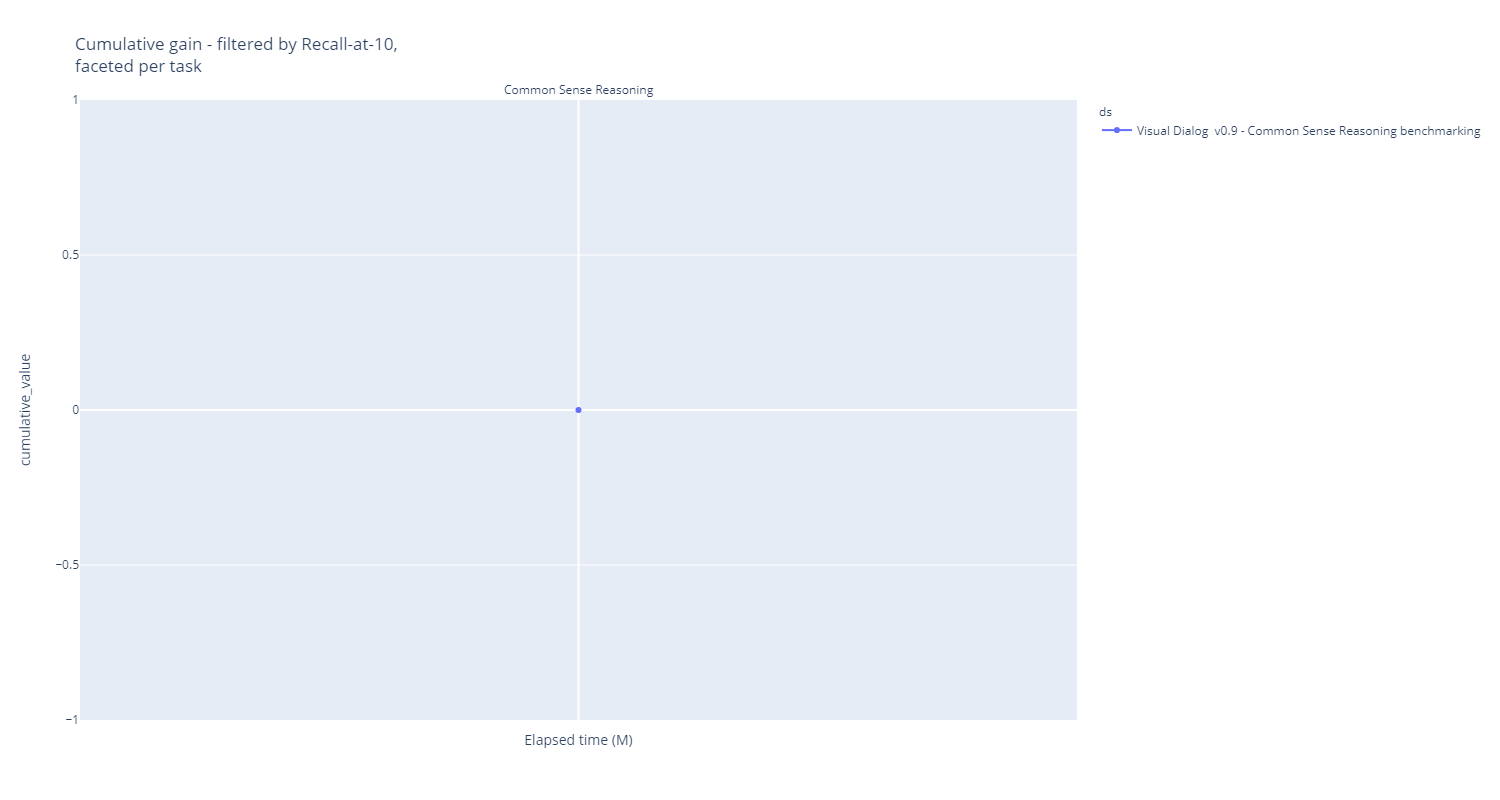 Cumulative gain - filtered by Recall-at-10,
faceted per task
Common Sense Reasoning
1
0.5
0
−0.5
−1
cumulative_value
Elapsed time (M)
ds
Visual Dialog  v0.9 - Common Sense Reasoning benchmarking